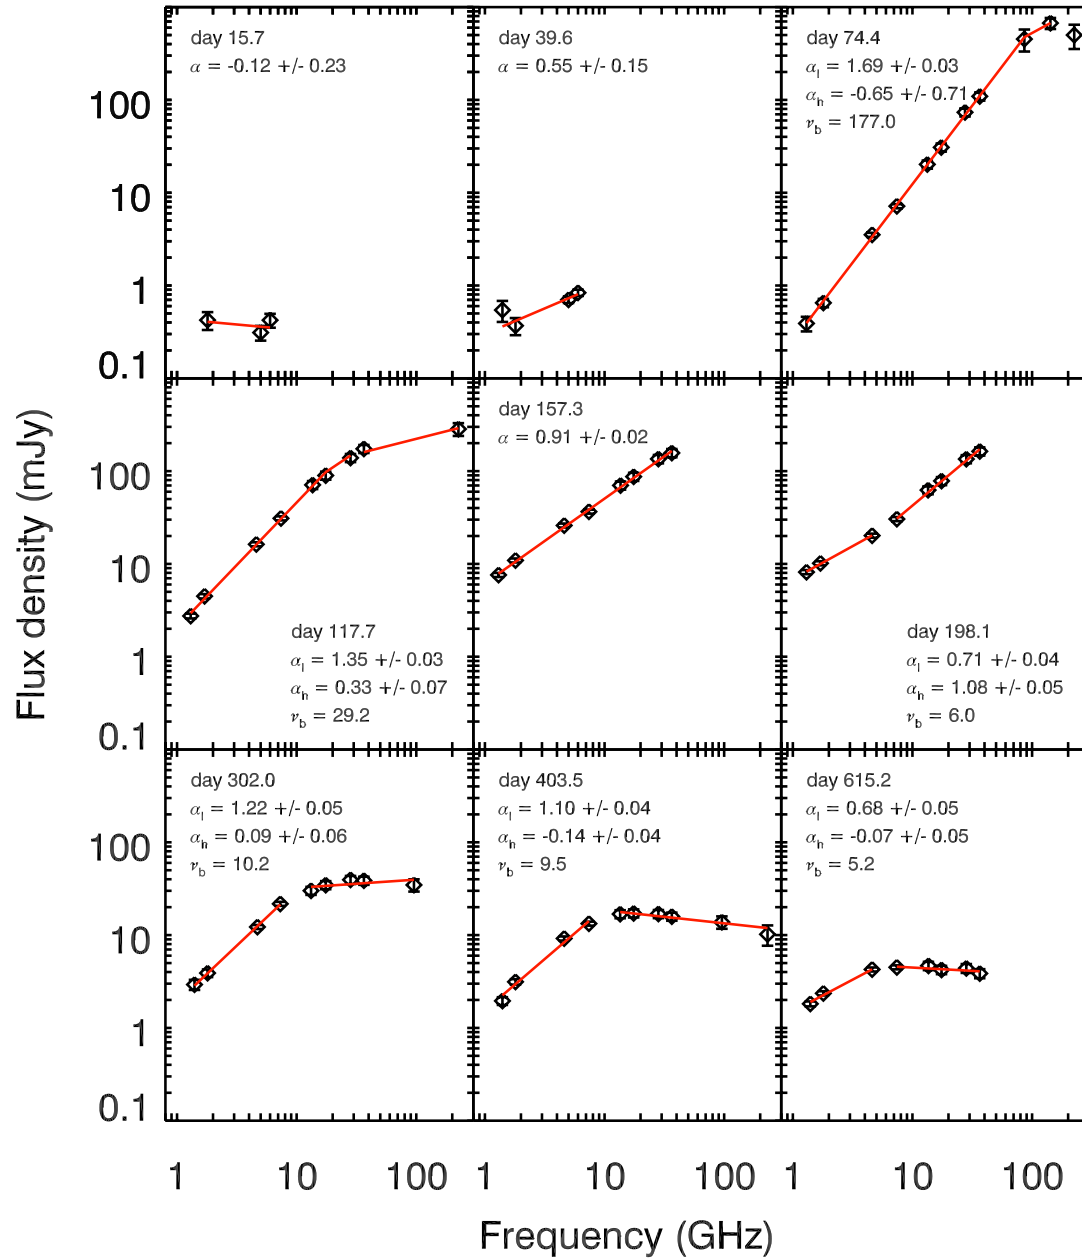 day 15.7
α = -0.12 +/- 0.23
day 39.6
α = 0.55 +/- 0.15
day 74.4
αl = 1.69 +/- 0.03
αh = -0.65 +/- 0.71
νb = 177.0
100
10
1
0.1
day 117.7
αl = 1.35 +/- 0.03
αh = 0.33 +/- 0.07
νb = 29.2
day 157.3
α = 0.91 +/- 0.02
day 198.1
αl = 0.71 +/- 0.04
αh = 1.08 +/- 0.05
νb = 6.0
100
10
1
0.1
day 302.0
αl = 1.22 +/- 0.05
αh = 0.09 +/- 0.06
νb = 10.2
day 403.5
αl = 1.10 +/- 0.04
αh = -0.14 +/- 0.04
νb = 9.5
day 615.2
αl = 0.68 +/- 0.05
αh = -0.07 +/- 0.05
νb = 5.2
100
10
1
0.1
1 10 100 1 10 100 1 10 100
Flux density (mJy)
Frequency (GHz)